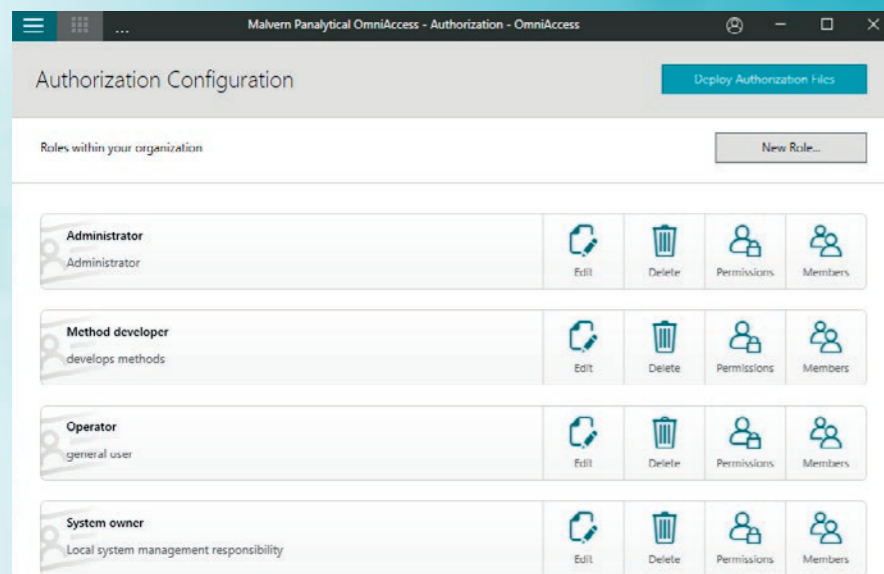 ... Malvern Panalytical OmniAccess - Authorization - OmniAccess
Authorization Configuration Deploy Authorization Files
Roles within your organization New Role...
Administrator
Administrator
Edit Delete Permissions Members
Method developer
develops methods
Edit Delete Permissions Members
Operator
general user
Edit Delete Permissions Members
System owner
Local system management responsibility
Edit Delete Permissions Members